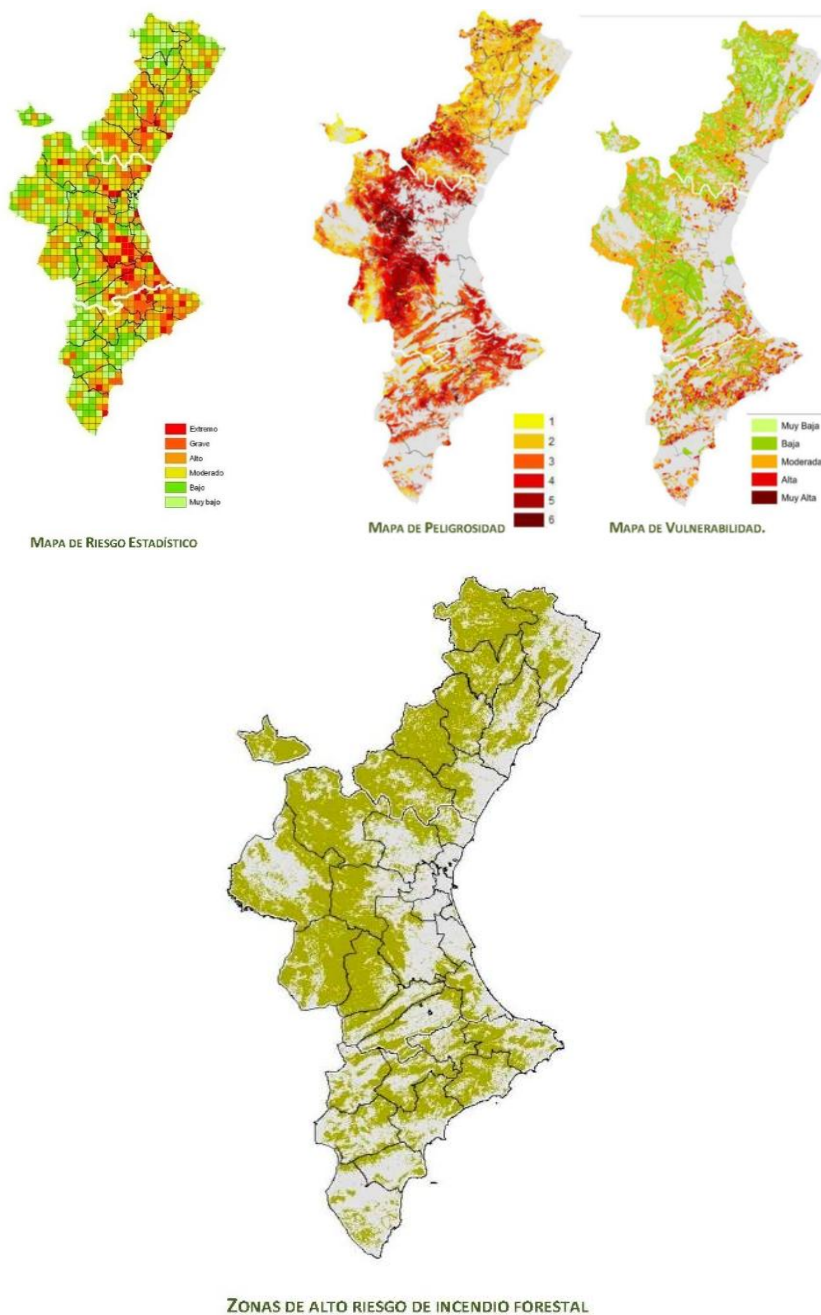 Extremo
Grave
Alto
Moderado
Bajo
Muy bajo
MAPA DE RIESGO ESTADÍSTICO
1
2
3
4
5
6
MAPA DE PELIGROSIDAD
Muy Baja
Baja
Moderada
Alta
Muy Alta
MAPA DE VULNERABILIDAD.
ZONAS DE ALTO RIESGO DE INCENDIO FORESTAL